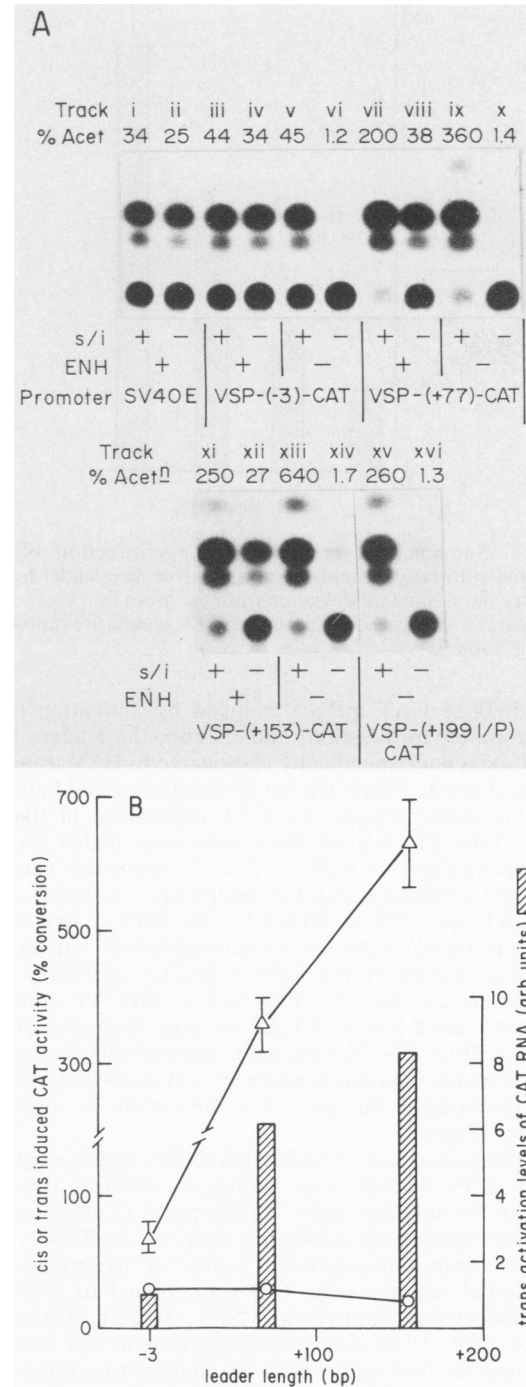 A
Track i ii iii iv v vi vii viii ix x
% Acet 34 25 44 34 45 1.2 200 38 360 1.4
s/i + − + − + − + − + −
ENH + + − + −
Promoter SV40E VSP-(-3)-CAT VSP-(+77)-CAT
Track xi xii xiii xiv xv xvi
% Acetn 250 27 640 1.7 260 1.3
s/i + − + − + −
ENH + − −
VSP-(+153)-CAT VSP-(+199 I/P)
CAT
B
cis or trans induced CAT activity (% conversion)
700
500
300
100
0
trans activation levels of CAT RNA (arb units)
10
8
6
4
2
-3 +100 +200
leader length (bp)